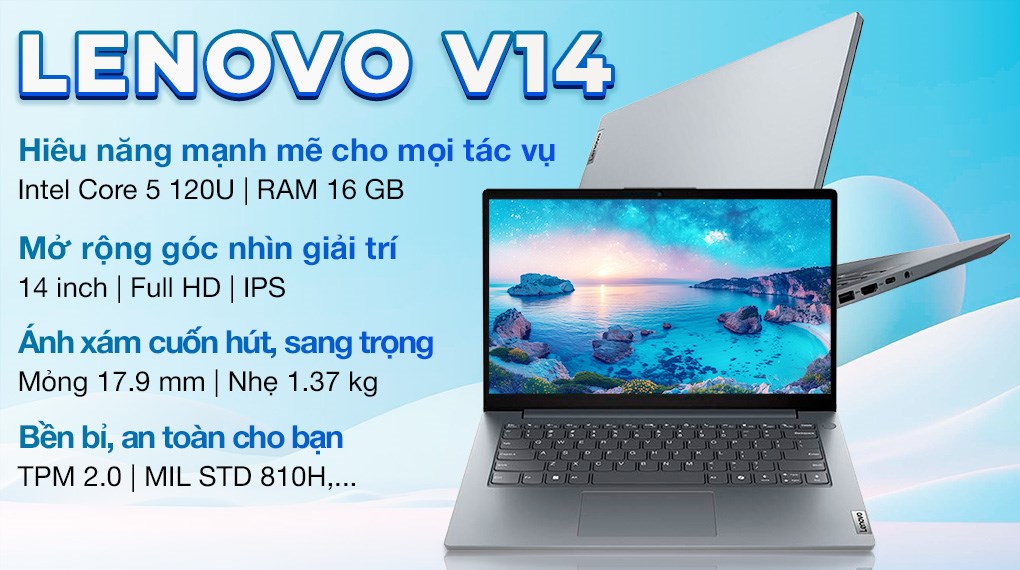 LENOVO V14
Hiêu năng mạnh mẽ cho mọi tác vụ
Intel Core 5 120U | RAM 16 GB
Mở rộng góc nhìn giải trí
14 inch | Full HD | IPS
Ánh xám cuốn hút, sang trọng
Mỏng 17.9 mm | Nhẹ 1.37 kg
Bền bỉ, an toàn cho bạn
TPM 2.0 | MIL STD 810H,...
Lenovo
Lenovo